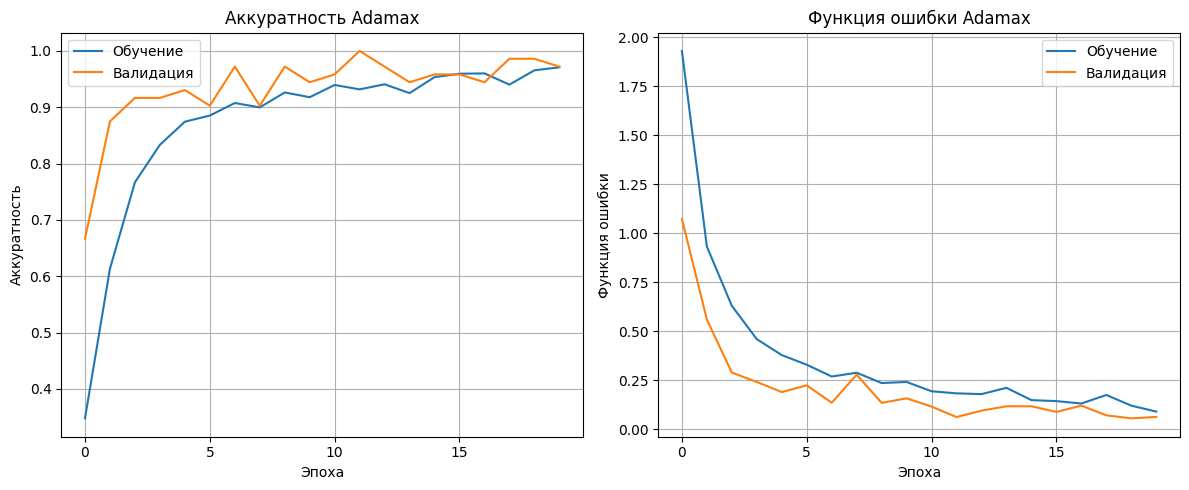 Аккуратность Adamax
Обучение
Валидация
1.0
0.9
0.8
0.7
0.6
0.5
0.4
Аккуратность
0 5 10 15
Эпоха
Функция ошибки Adamax
Обучение
Валидация
2.00
1.75
1.50
1.25
1.00
0.75
0.50
0.25
0.00
Функция ошибки
0 5 10 15
Эпоха